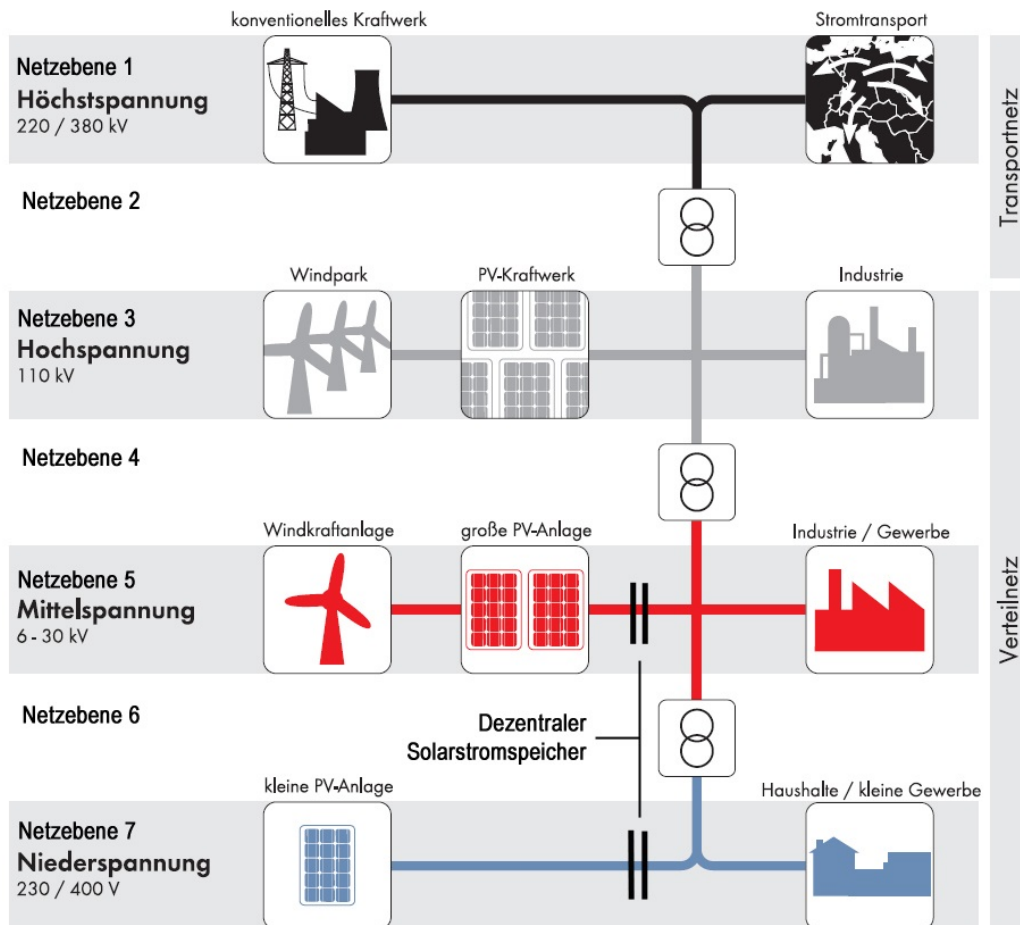 konventionelles Kraftwerk
Stromtransport
Netzebene 1
Höchstspannung
220 / 380 kV
Transportnetz
Netzebene 2
Windpark
PV-Kraftwerk
Industrie
Netzebene 3
Hochspannung
110 kV
Netzebene 4
Windkraftanlage
große PV-Anlage
Industrie / Gewerbe
Netzebene 5
Mittelspannung
6 - 30 kV
Verteilnetz
Netzebene 6
Dezentraler
Solarstromspeicher
kleine PV-Anlage
Haushalte / kleine Gewerbe
Netzebene 7
Niederspannung
230 / 400 V